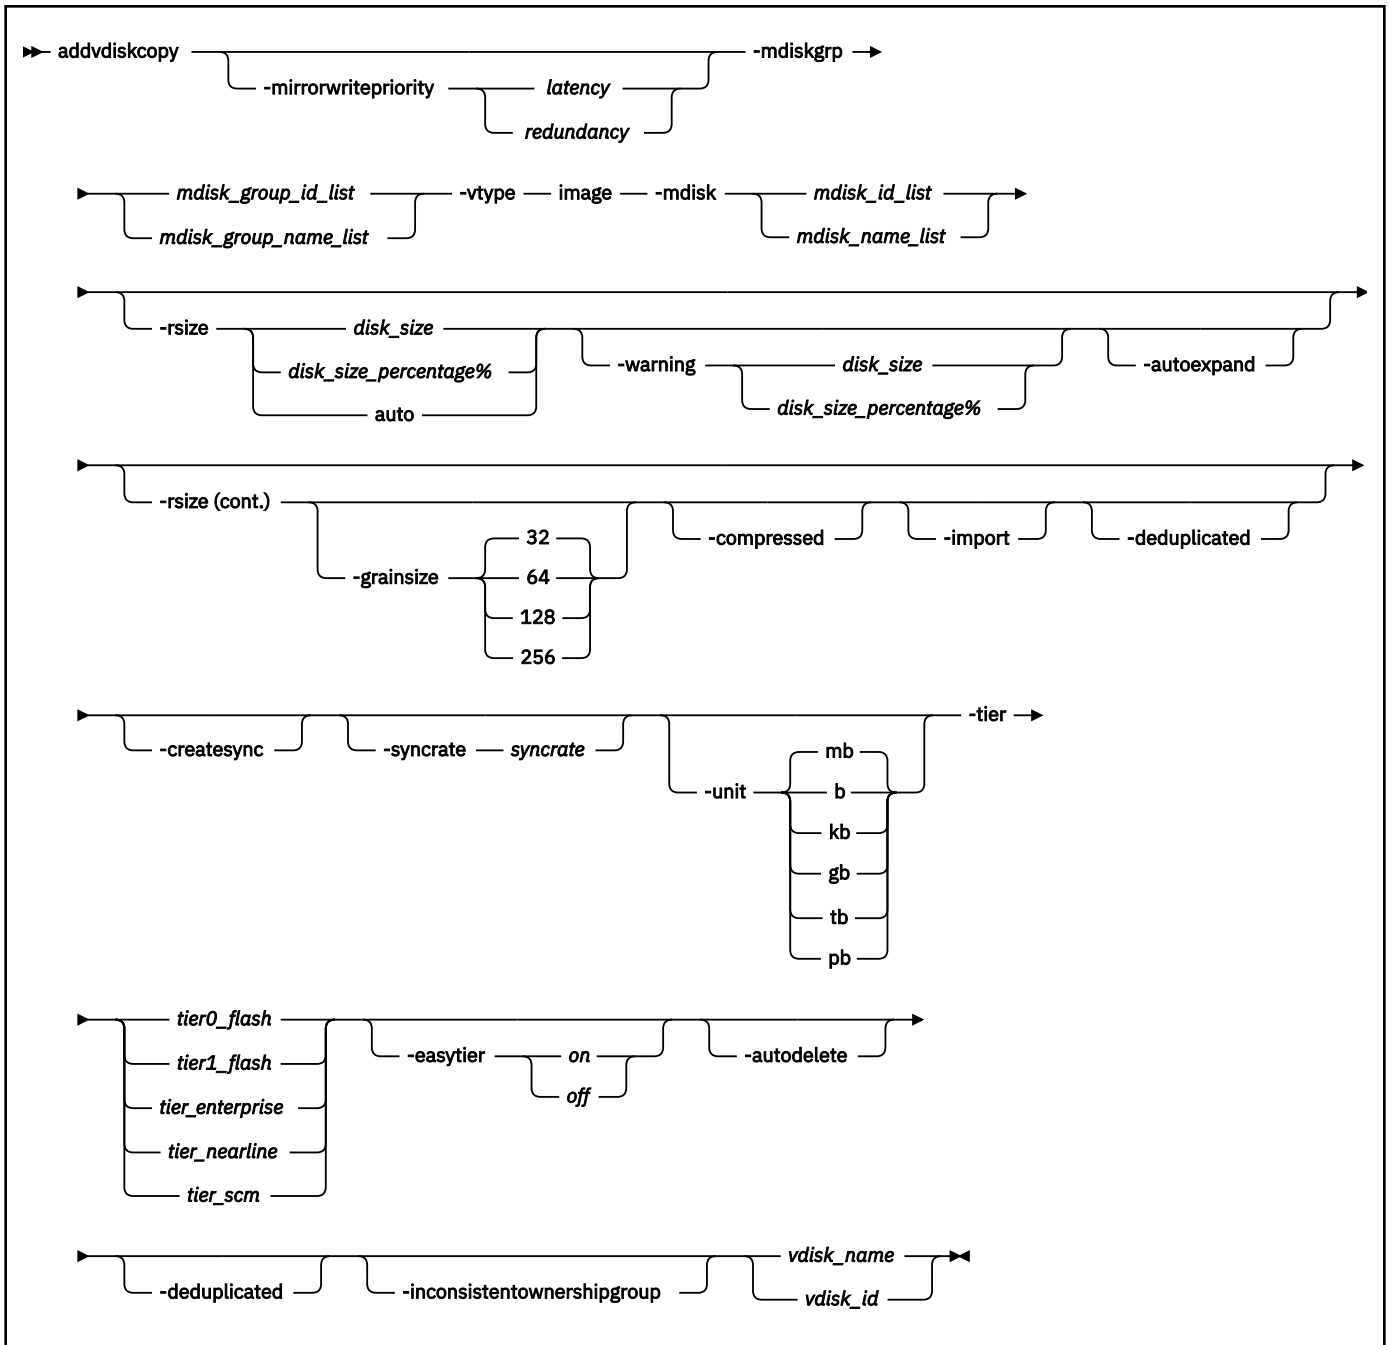 addvdiskcopy -mdiskgrp
-mirrorwritepriority latency
redundancy
mdisk_group_id_list -vtype image -mdisk mdisk_id_list
mdisk_group_name_list mdisk_name_list
-rsize disk_size
-warning disk_size -autoexpand
disk_size_percentage%
disk_size_percentage%
auto
-rsize (cont.)
32 -compressed -import -deduplicated
-grainsize 64
128
256
-tier
-createsync -syncrate syncrate mb
-unit b
kb
gb
tb
pb
tier0_flash
tier1_flash -easytier on -autodelete
off
tier_enterprise
tier_nearline
tier_scm
vdisk_name
-deduplicated -inconsistentownershipgroup vdisk_id